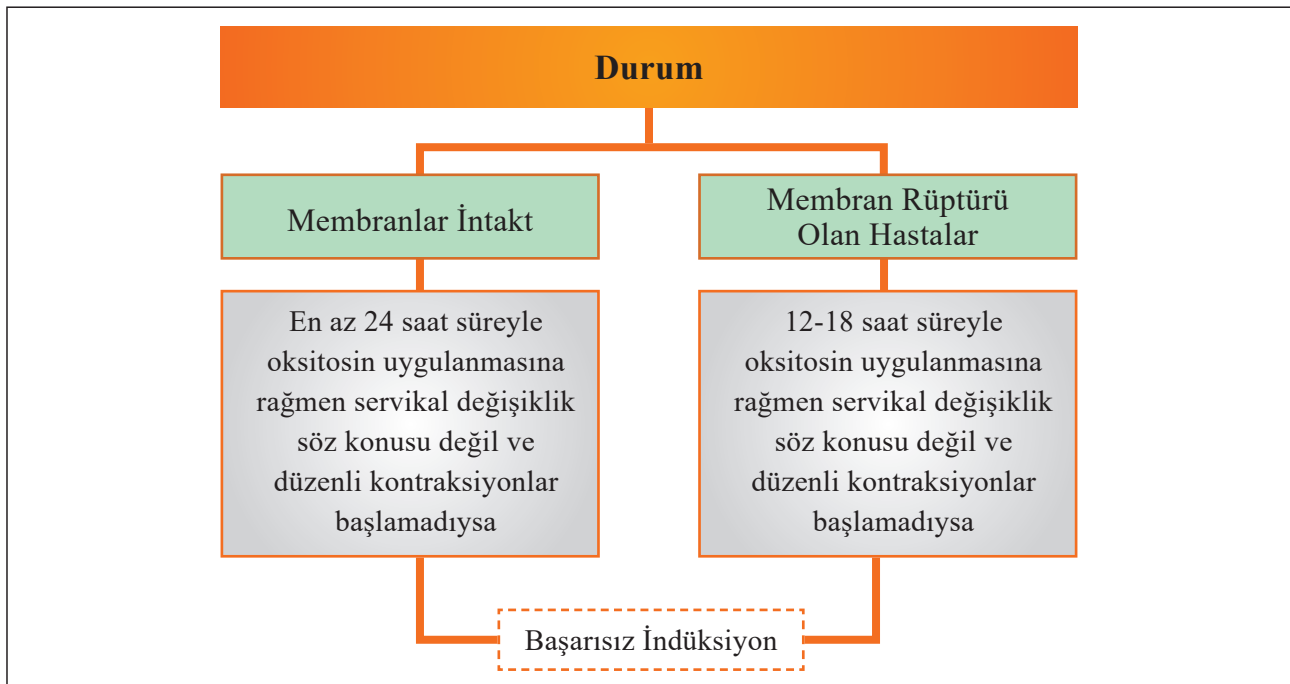 Durum
Membranlar İntakt
Membran Rüptürü
Olan Hastalar
En az 24 saat süreyle
oksitosin uygulanmasına
rağmen servikal değişiklik
söz konusu değil ve
düzenli kontraksiyonlar
başlamadıysa
12-18 saat süreyle
oksitosin uygulanmasına
rağmen servikal değişiklik
söz konusu değil ve
düzenli kontraksiyonlar
başlamadıysa
Başarısız İndüksiyon